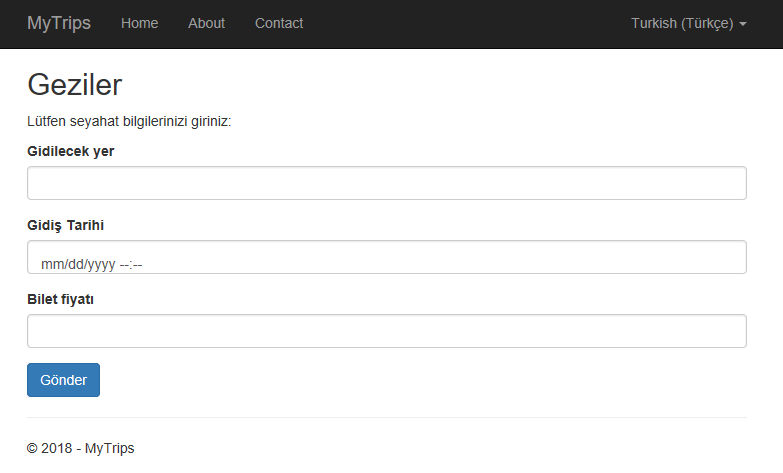 MyTrips Home About Contact Turkish (Türkçe)
Geziler
Lütfen seyahat bilgilerinizi giriniz:
Gidilecek yer
Gidiş Tarihi
mm/dd/yyyy --:--
Bilet fiyatı
Gönder
© 2018 - MyTrips